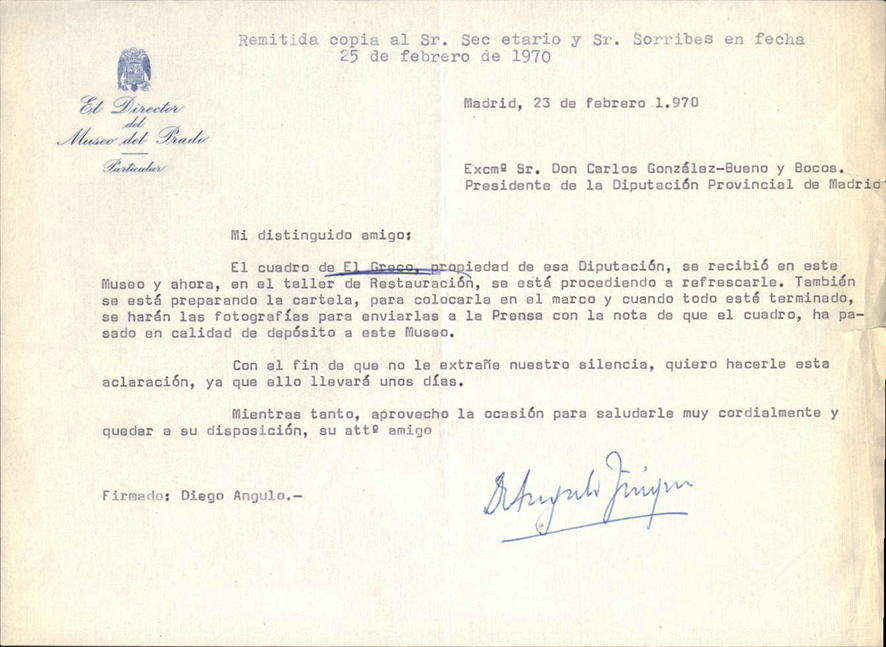 Remitida copia al Sr. Sec etario y Sr. Sorribes en fecha
25 de febrero de 1970
El Director
del
Museo del Prado
Particular
Madrid, 23 de febrero 1.970
Excmº Sr. Don Carlos González-Bueno y Bocos.
Presidente de la Diputación Provincial de Madrid
Mi distinguido amigo:
El cuadro de El Greco, propiedad de esa Diputación, se recibió en este
Museo y ahora, en el taller de Restauración, se está procediendo a refrescarle. También
se está preparando la cartela, para colocarla en el marco y cuando todo esté terminado,
se harán las fotografías para enviarlas a la Prensa con la nota de que el cuadro, ha pa-
sado en calidad de depósito a este Museo.
Con el fin de que no le extrañe nuestro silencio, quiero hacerle esta
aclaración, ya que ello llevará unos días.
Mientras tanto, aprovecho la ocasión para saludarle muy cordialmente y
quedar a su disposición, su attº amigo
Firmado: Diego Angulo.-
Angulo